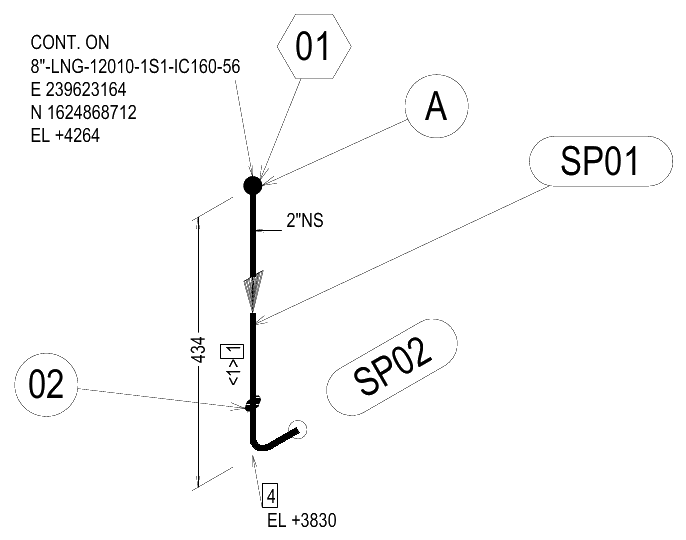 CONT. ON
8"-LNG-12010-1S1-IC160-56
E 239623164
N 1624868712
EL +4264
01
A
SP01
2"NS
434
<1> 1
SP02
02
4
EL +3830